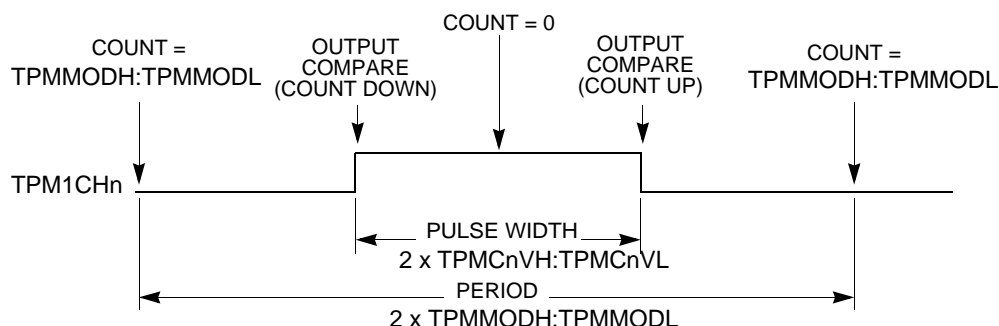 COUNT = 0
COUNT =
TPMMODH:TPMMODL
OUTPUT
COMPARE
(COUNT DOWN)
OUTPUT
COMPARE
(COUNT UP)
COUNT =
TPMMODH:TPMMODL
TPM1CHn
PULSE WIDTH
2 x TPMCnVH:TPMCnVL
PERIOD
2 x TPMMODH:TPMMODL